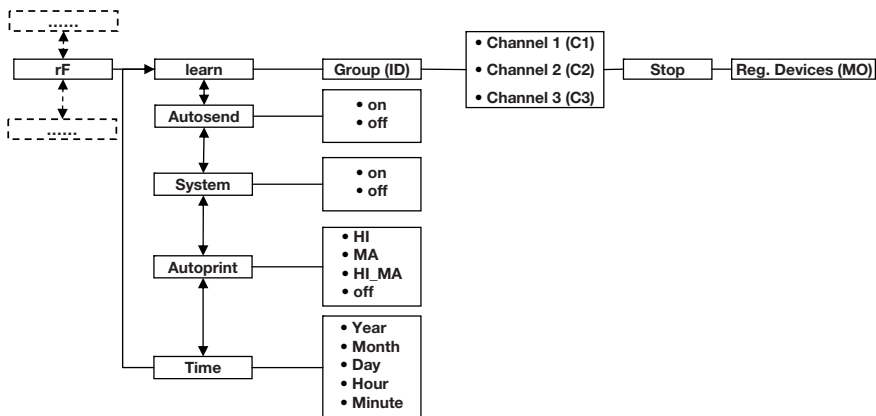 ......
rF
......
learn
Group (ID)
• Channel 1 (C1)
• Channel 2 (C2)
• Channel 3 (C3)
Stop
Reg. Devices (MO)
Autosend
• on
• off
System
• on
• off
Autoprint
• HI
• MA
• HI_MA
• off
Time
• Year
• Month
• Day
• Hour
• Minute